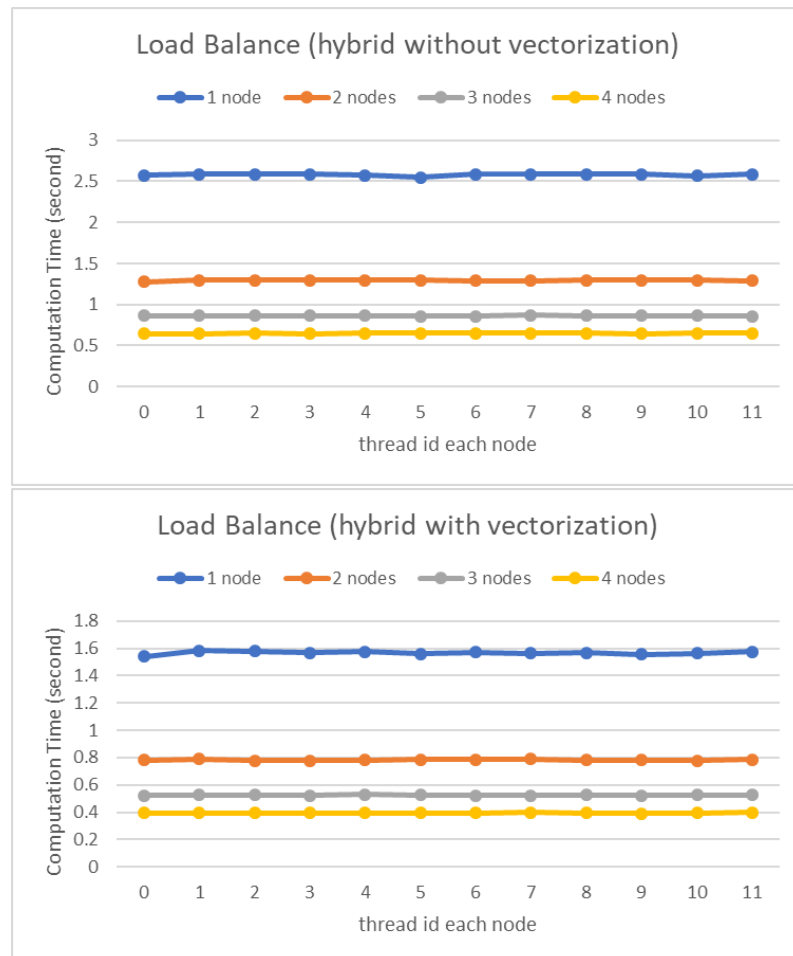 Load Balance (hybrid without vectorization)
1 node 2 nodes 3 nodes 4 nodes
Computation Time (second)
3
2.5
2
1.5
1
0.5
0
0 1 2 3 4 5 6 7 8 9 10 11
thread id each node
Load Balance (hybrid with vectorization)
1 node 2 nodes 3 nodes 4 nodes
Computation Time (second)
1.8
1.6
1.4
1.2
1
0.8
0.6
0.4
0.2
0
0 1 2 3 4 5 6 7 8 9 10 11
thread id each node